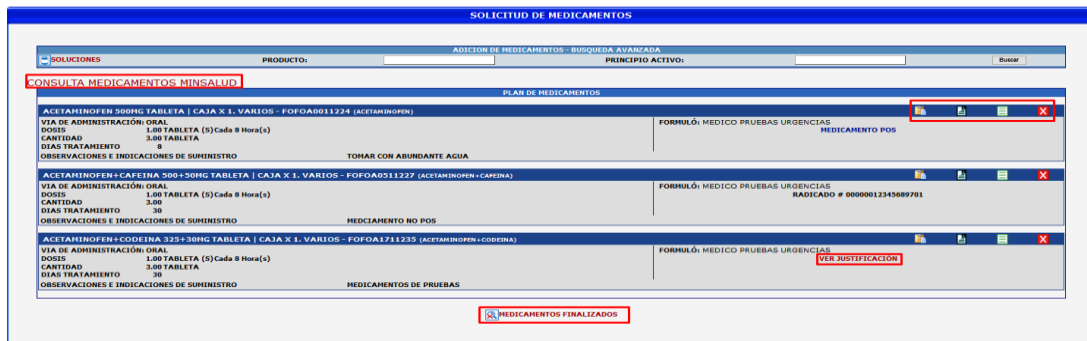 SOLICITUD DE MEDICAMENTOS
ADICION DE MEDICAMENTOS - BUSQUEDA AVANZADA
SOLUCIONES PRODUCTO: PRINCIPIO ACTIVO: Buscar
CONSULTA MEDICAMENTOS MINSALUD
PLAN DE MEDICAMENTOS
ACETAMINOFEN 500MG TABLETA | CAJA X 1. VARIOS - FOFOA0011224 (ACETAMINOFEN)
VIA DE ADMINISTRACIÓN: ORAL FORMULÓ: MEDICO PRUEBAS URGENCIAS
DOSIS 1.00 TABLETA (S) Cada 8 Hora(s) MEDICAMENTO POS
CANTIDAD 3.00 TABLETA
DIAS TRATAMIENTO 8
OBSERVACIONES E INDICACIONES DE SUMINISTRO TOMAR CON ABUNDANTE AGUA
ACETAMINOFEN+CAFEINA 500+50MG TABLETA | CAJA X 1. VARIOS - FOFOA0511227 (ACETAMINOFEN+CAFEINA)
VIA DE ADMINISTRACIÓN: ORAL FORMULÓ: MEDICO PRUEBAS URGENCIAS
DOSIS 1.00 TABLETA (S) Cada 8 Hora(s) RADICADO # 00000012345689701
CANTIDAD 3.00
DIAS TRATAMIENTO 30
OBSERVACIONES E INDICACIONES DE SUMINISTRO MEDCIAMENTO NO POS
ACETAMINOFEN+CODEINA 325+30MG TABLETA | CAJA X 1. VARIOS - FOFOA1711235 (ACETAMINOFEN+CODEINA)
VIA DE ADMINISTRACIÓN: ORAL FORMULÓ: MEDICO PRUEBAS URGENCIAS
DOSIS 1.00 TABLETA (S) Cada 8 Hora(s) VER JUSTIFICACIÓN
CANTIDAD 3.00 TABLETA
DIAS TRATAMIENTO 30
OBSERVACIONES E INDICACIONES DE SUMINISTRO MEDICAMENTOS DE PRUEBAS
MEDICAMENTOS FINALIZADOS